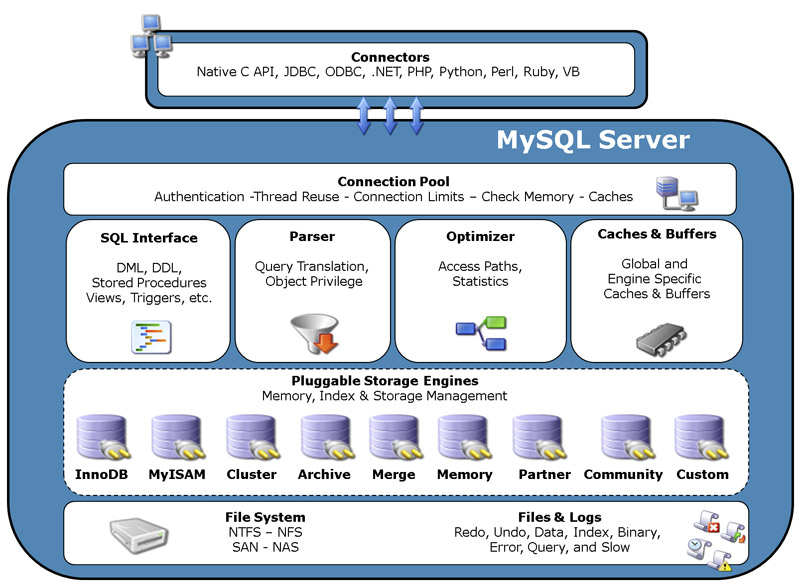 Connectors
Native C API, JDBC, ODBC, .NET, PHP, Python, Perl, Ruby, VB
MySQL Server
Connection Pool
Authentication -Thread Reuse - Connection Limits – Check Memory - Caches
SQL Interface
DML, DDL,
Stored Procedures
Views, Triggers, etc.
Parser
Query Translation,
Object Privilege
Optimizer
Access Paths,
Statistics
Caches & Buffers
Global and
Engine Specific
Caches & Buffers
Pluggable Storage Engines
Memory, Index & Storage Management
InnoDB
MyISAM
Cluster
Archive
Merge
Memory
Partner
Community
Custom
File System
NTFS – NFS
SAN - NAS
Files & Logs
Redo, Undo, Data, Index, Binary,
Error, Query, and Slow